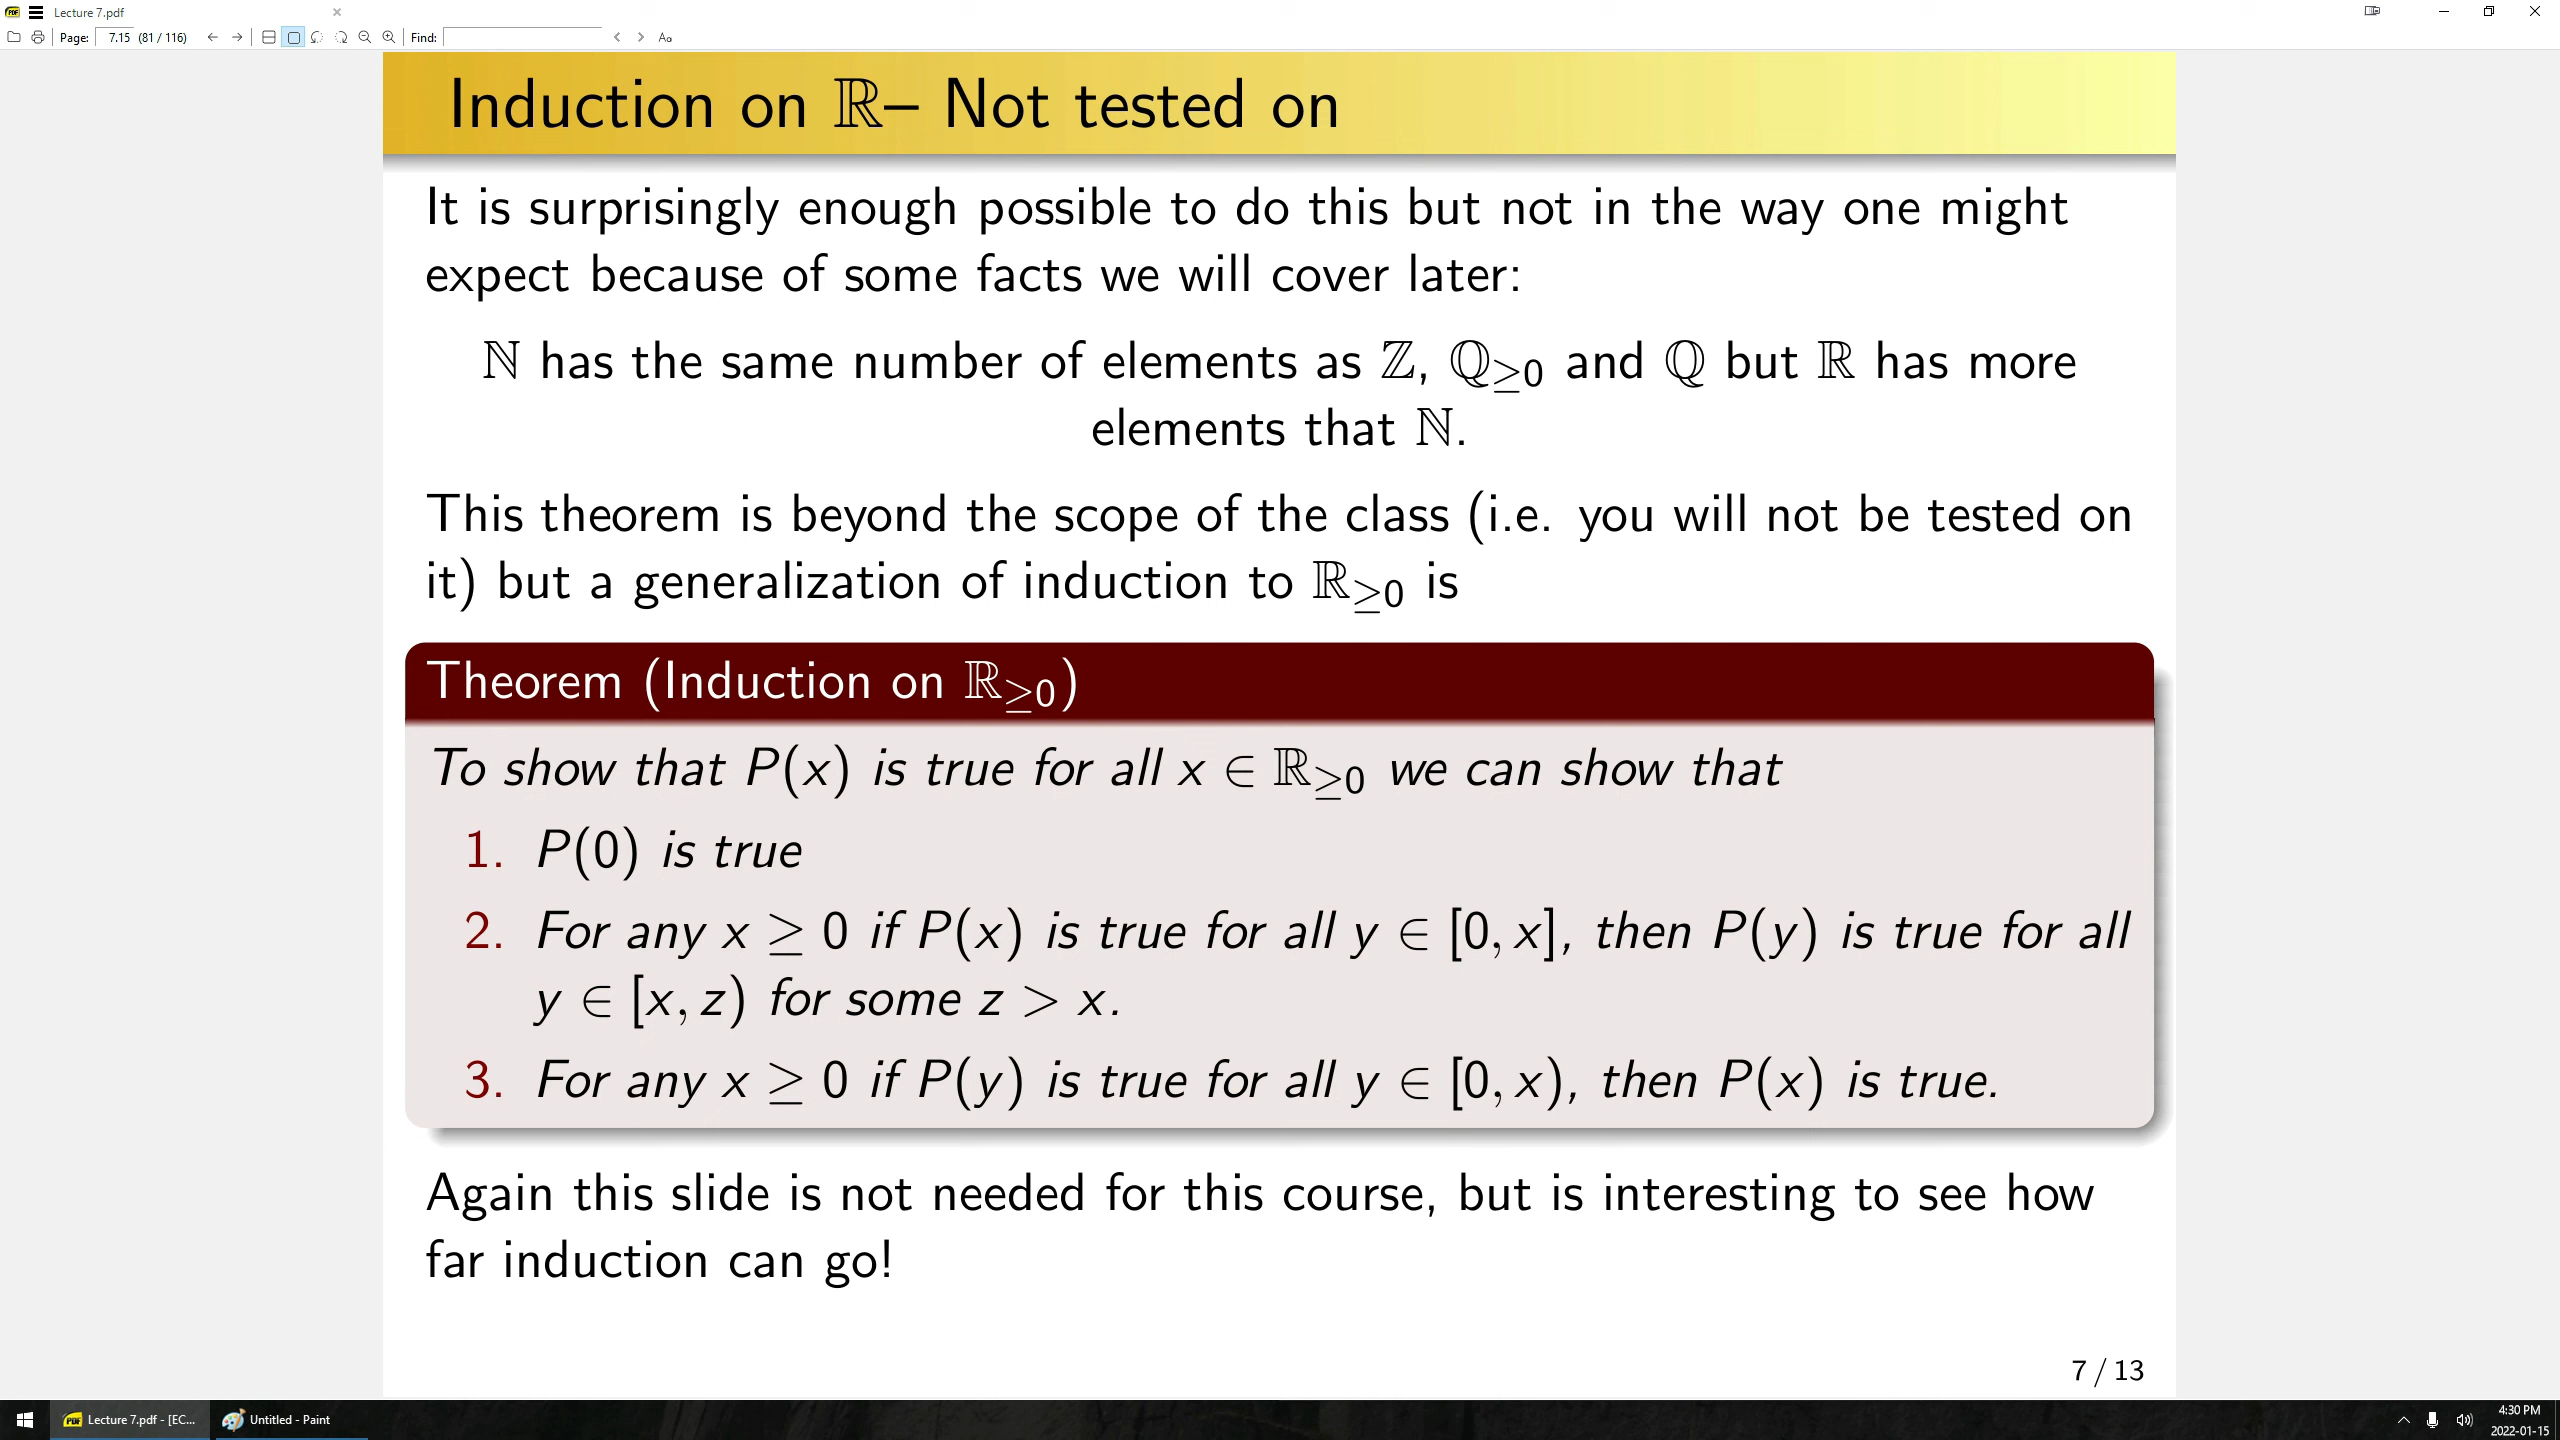 Lecture 7.pdf
Page: 7.15 (81 / 116) Find:
Induction on ℝ– Not tested on
It is surprisingly enough possible to do this but not in the way one might
expect because of some facts we will cover later:
ℕ has the same number of elements as ℤ, ℚ≥0 and ℚ but ℝ has more
elements that ℕ.
This theorem is beyond the scope of the class (i.e. you will not be tested on
it) but a generalization of induction to ℝ≥0 is
Theorem (Induction on ℝ≥0)
To show that P(x) is true for all x ∈ ℝ≥0 we can show that
1. P(0) is true
2. For any x ≥ 0 if P(x) is true for all y ∈ [0, x], then P(y) is true for all
y ∈ [x, z) for some z > x.
3. For any x ≥ 0 if P(y) is true for all y ∈ [0, x), then P(x) is true.
Again this slide is not needed for this course, but is interesting to see how
far induction can go!
7 / 13
Lecture 7.pdf - [EC... Untitled - Paint
4:30 PM
2022-01-15